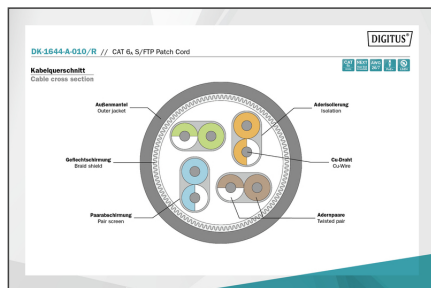 DIGITUS®
DK-1644-A-010/R // CAT 6A S/FTP Patch Cord
Kabelquerschnitt
Cable cross section
Außenmantel
Outer jacket
Aderisolierung
Isolation
Geflechtschirmung
Braid shield
Cu-Draht
Cu-Wire
Paarabschirmung
Pair screen
Adernpaare
Twisted pair